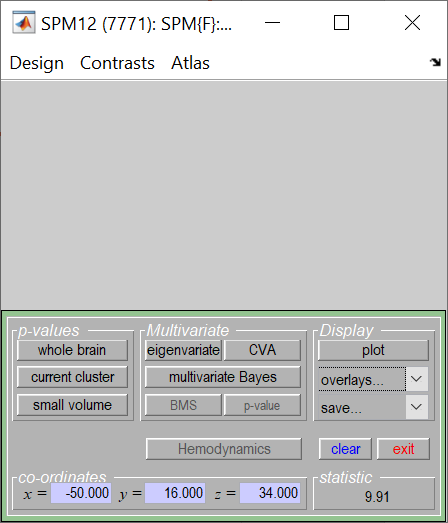 SPM12 (7771): SPM{F}:...
Design Contrasts Atlas
p-values Multivariate Display
whole brain eigenvariate CVA plot
current cluster multivariate Bayes overlays...
small volume BMS p-value save...
Hemodynamics clear exit
co-ordinates statistic
x = -50.000 y = 16.000 z = 34.000 9.91